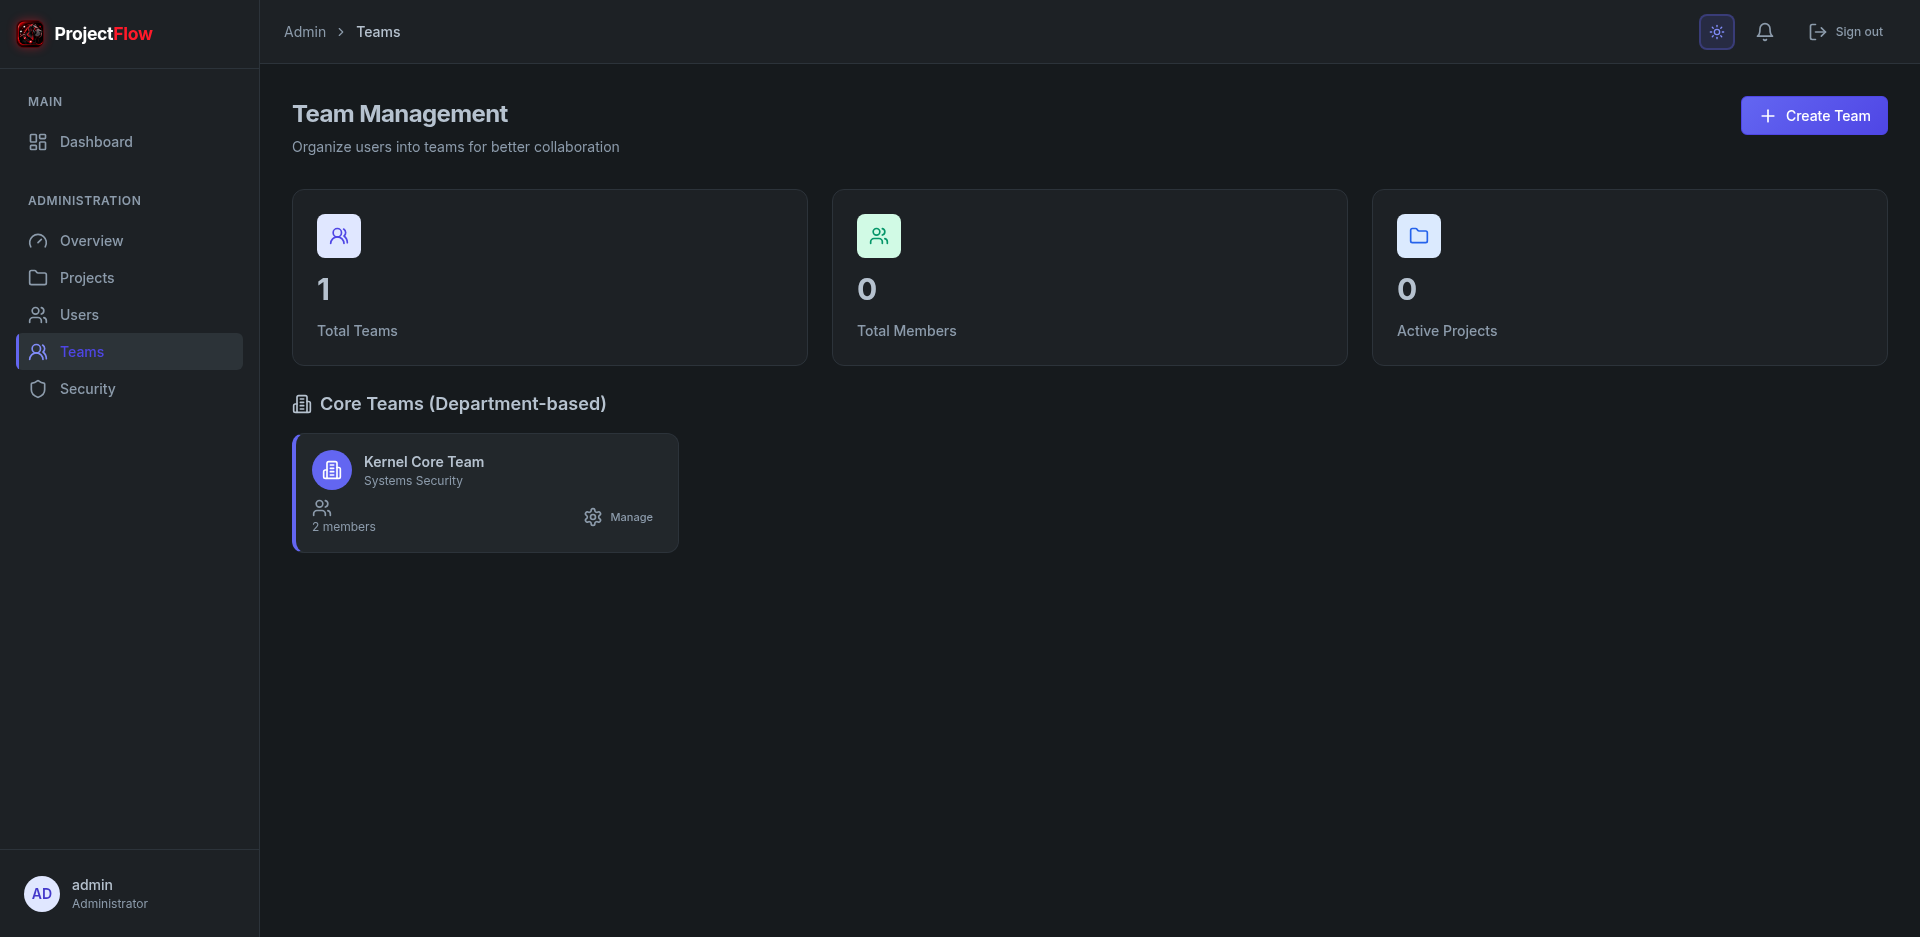 ProjectFlow
MAIN
Dashboard
ADMINISTRATION
Overview
Projects
Users
Teams
Security
AD
admin
Administrator
Admin > Teams
Sign out
Team Management
Organize users into teams for better collaboration
Create Team
1
Total Teams
0
Total Members
0
Active Projects
Core Teams (Department-based)
Kernel Core Team
Systems Security
2 members
Manage